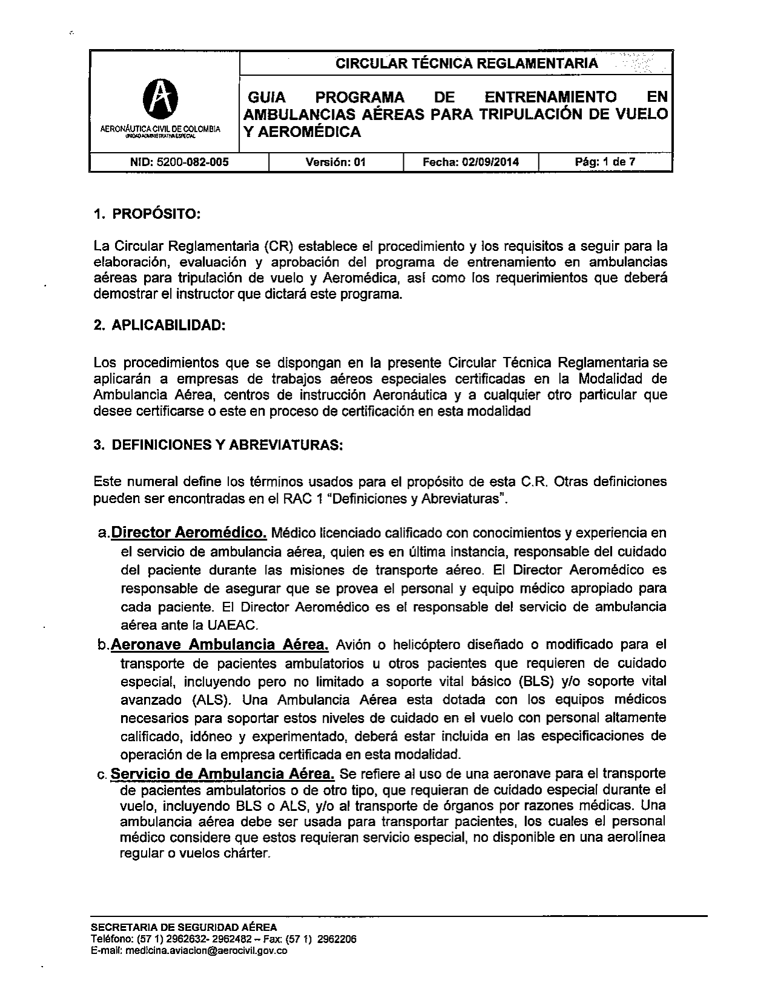 CIRCULAR TÉCNICA REGLAMENTARIA
GUIA PROGRAMA DE ENTRENAMIENTO EN
AMBULANCIAS AÉREAS PARA TRIPULACIÓN DE VUELO
Y AEROMÉDICA
AERONÁUTICA CIVIL DE COLOMBIA
UNIDAD ADMINISTRATIVA ESPECIAL
NID: 5200-082-005 Versión: 01 Fecha: 02/09/2014 Pág: 1 de 7
1. PROPÓSITO:
La Circular Reglamentaria (CR) establece el procedimiento y los requisitos a seguir para la
elaboración, evaluación y aprobación del programa de entrenamiento en ambulancias
aéreas para tripulación de vuelo y Aeromédica, así como los requerimientos que deberá
demostrar el instructor que dictará este programa.
2. APLICABILIDAD:
Los procedimientos que se dispongan en la presente Circular Técnica Reglamentaria se
aplicarán a empresas de trabajos aéreos especiales certificadas en la Modalidad de
Ambulancia Aérea, centros de instrucción Aeronáutica y a cualquier otro particular que
desee certificarse o este en proceso de certificación en esta modalidad
3. DEFINICIONES Y ABREVIATURAS:
Este numeral define los términos usados para el propósito de esta C.R. Otras definiciones
pueden ser encontradas en el RAC 1 “Definiciones y Abreviaturas”.
a. Director Aeromédico. Médico licenciado calificado con conocimientos y experiencia en
el servicio de ambulancia aérea, quien es en última instancia, responsable del cuidado
del paciente durante las misiones de transporte aéreo. El Director Aeromédico es
responsable de asegurar que se provea el personal y equipo médico apropiado para
cada paciente. El Director Aeromédico es el responsable del servicio de ambulancia
aérea ante la UAEAC.
b. Aeronave Ambulancia Aérea. Avión o helicóptero diseñado o modificado para el
transporte de pacientes ambulatorios u otros pacientes que requieren de cuidado
especial, incluyendo pero no limitado a soporte vital básico (BLS) y/o soporte vital
avanzado (ALS). Una Ambulancia Aérea esta dotada con los equipos médicos
necesarios para soportar estos niveles de cuidado en el vuelo con personal altamente
calificado, idóneo y experimentado, deberá estar incluida en las especificaciones de
operación de la empresa certificada en esta modalidad.
c. Servicio de Ambulancia Aérea. Se refiere al uso de una aeronave para el transporte
de pacientes ambulatorios o de otro tipo, que requieran de cuidado especial durante el
vuelo, incluyendo BLS o ALS, y/o al transporte de órganos por razones médicas. Una
ambulancia aérea debe ser usada para transportar pacientes, los cuales el personal
médico considere que estos requieran servicio especial, no disponible en una aerolínea
regular o vuelos chárter.
SECRETARIA DE SEGURIDAD AÉREA
Teléfono: (57 1) 2962632- 2962482 – Fax: (57 1) 2962206
E-mail: medicina.aviacion@aerocivil.gov.co